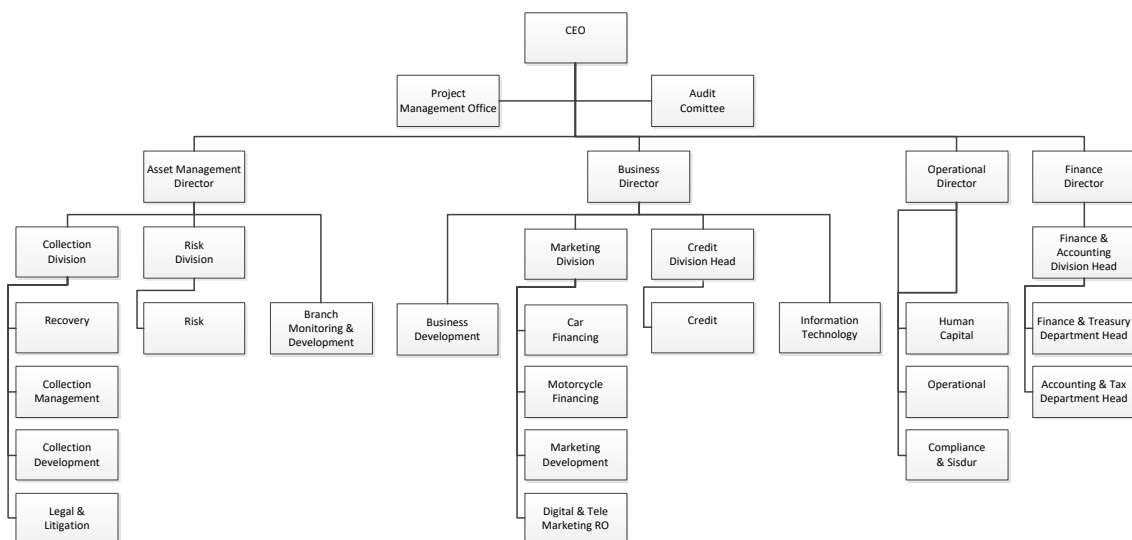 CEO
Project
Management Office
Audit
Comittee
Asset Management
Director
Business
Director
Operational
Director
Finance
Director
Collection
Division
Risk
Division
Marketing
Division
Credit
Division Head
Finance &
Accounting
Division Head
Recovery
Risk
Branch
Monitoring &
Development
Business
Development
Car
Financing
Credit
Information
Technology
Human
Capital
Finance & Treasury
Department Head
Collection
Management
Motorcycle
Financing
Operational
Accounting & Tax
Department Head
Collection
Development
Marketing
Development
Compliance
& Sisdur
Legal &
Litigation
Digital & Tele
Marketing RO